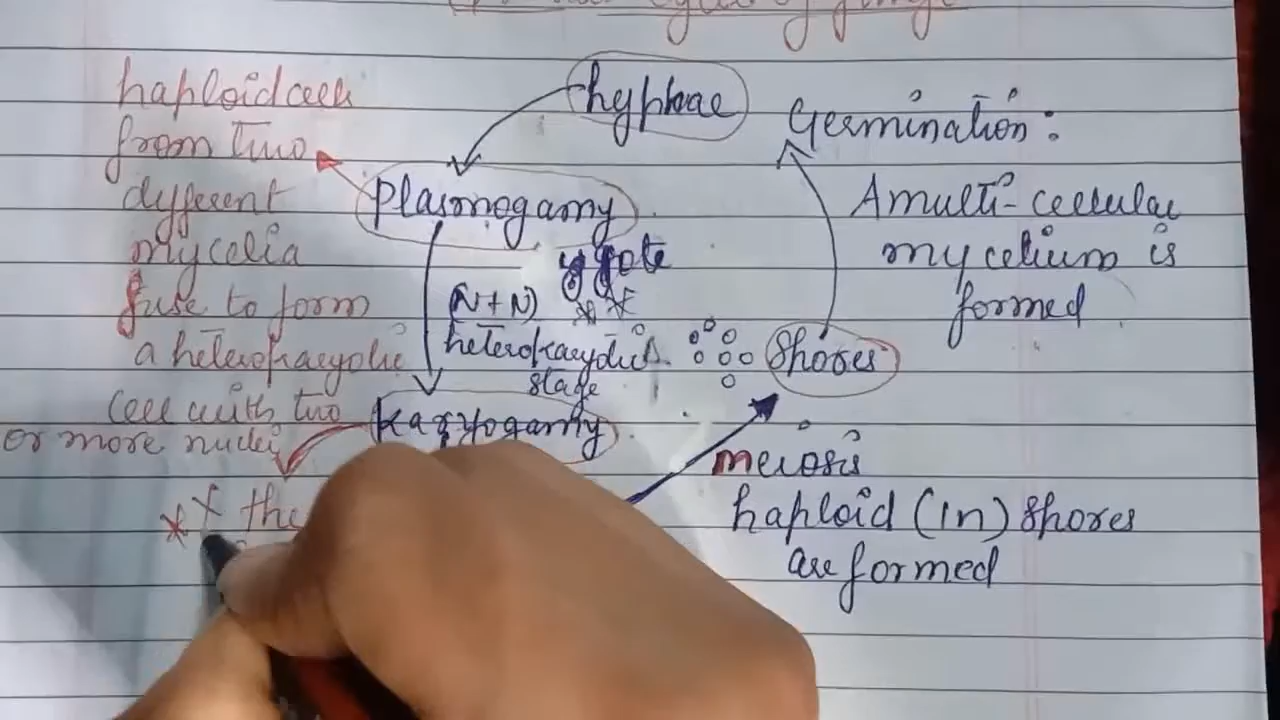 hyphae
haploid cells
from two
different
mycelia
fuse to form
a heterokaryotic
cell with two
or more nuclei
Plasmogamy
zygote
(N+N)
heterokaryotic
stage
Karyogamy
the
Germination:
A multi-cellular
mycelium is
formed
Spores
meiosis
haploid (1n) spores
are formed